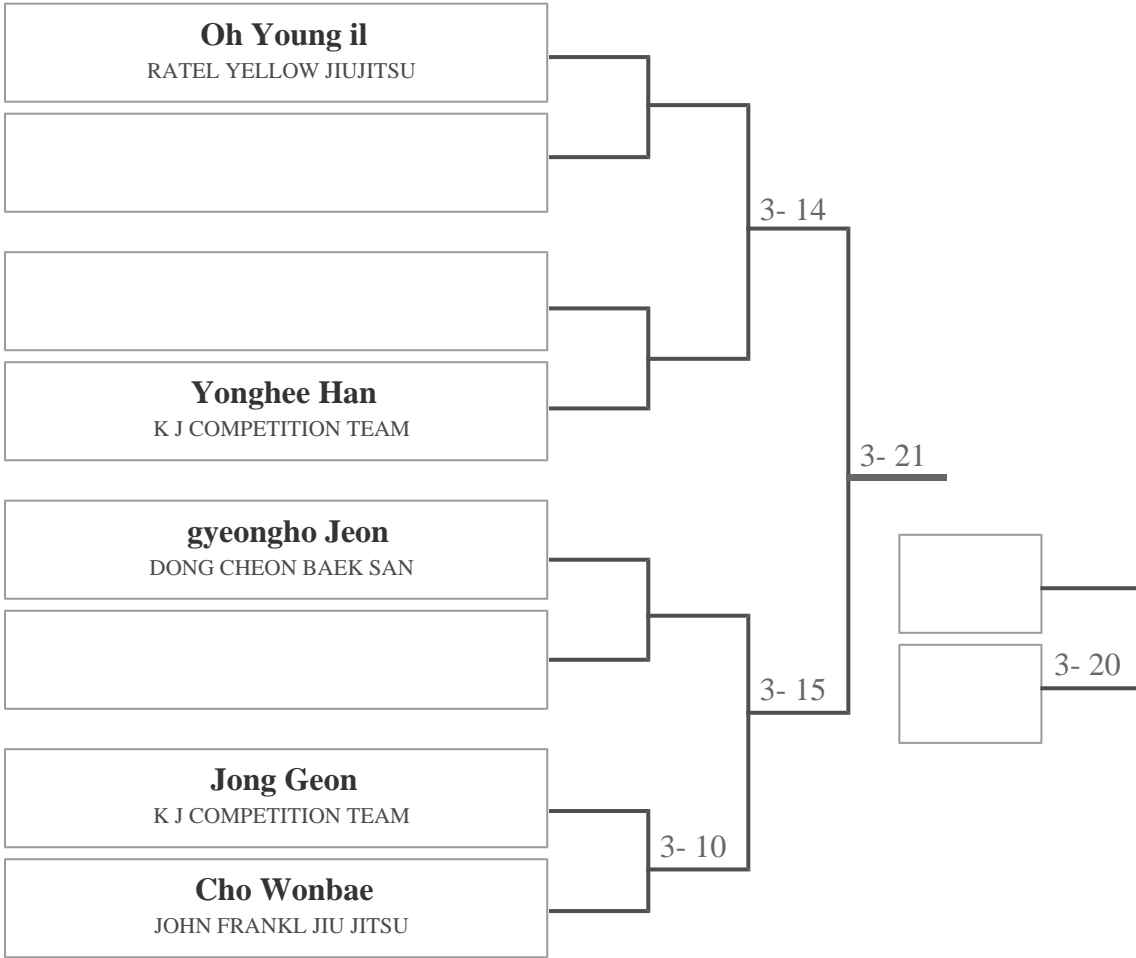 Oh Young il
RATEL YELLOW JIUJITSU
3- 14
Yonghee Han
K J COMPETITION TEAM
3- 21
gyeongho Jeon
DONG CHEON BAEK SAN
3- 20
3- 15
Jong Geon
K J COMPETITION TEAM
3- 10
Cho Wonbae
JOHN FRANKL JIU JITSU